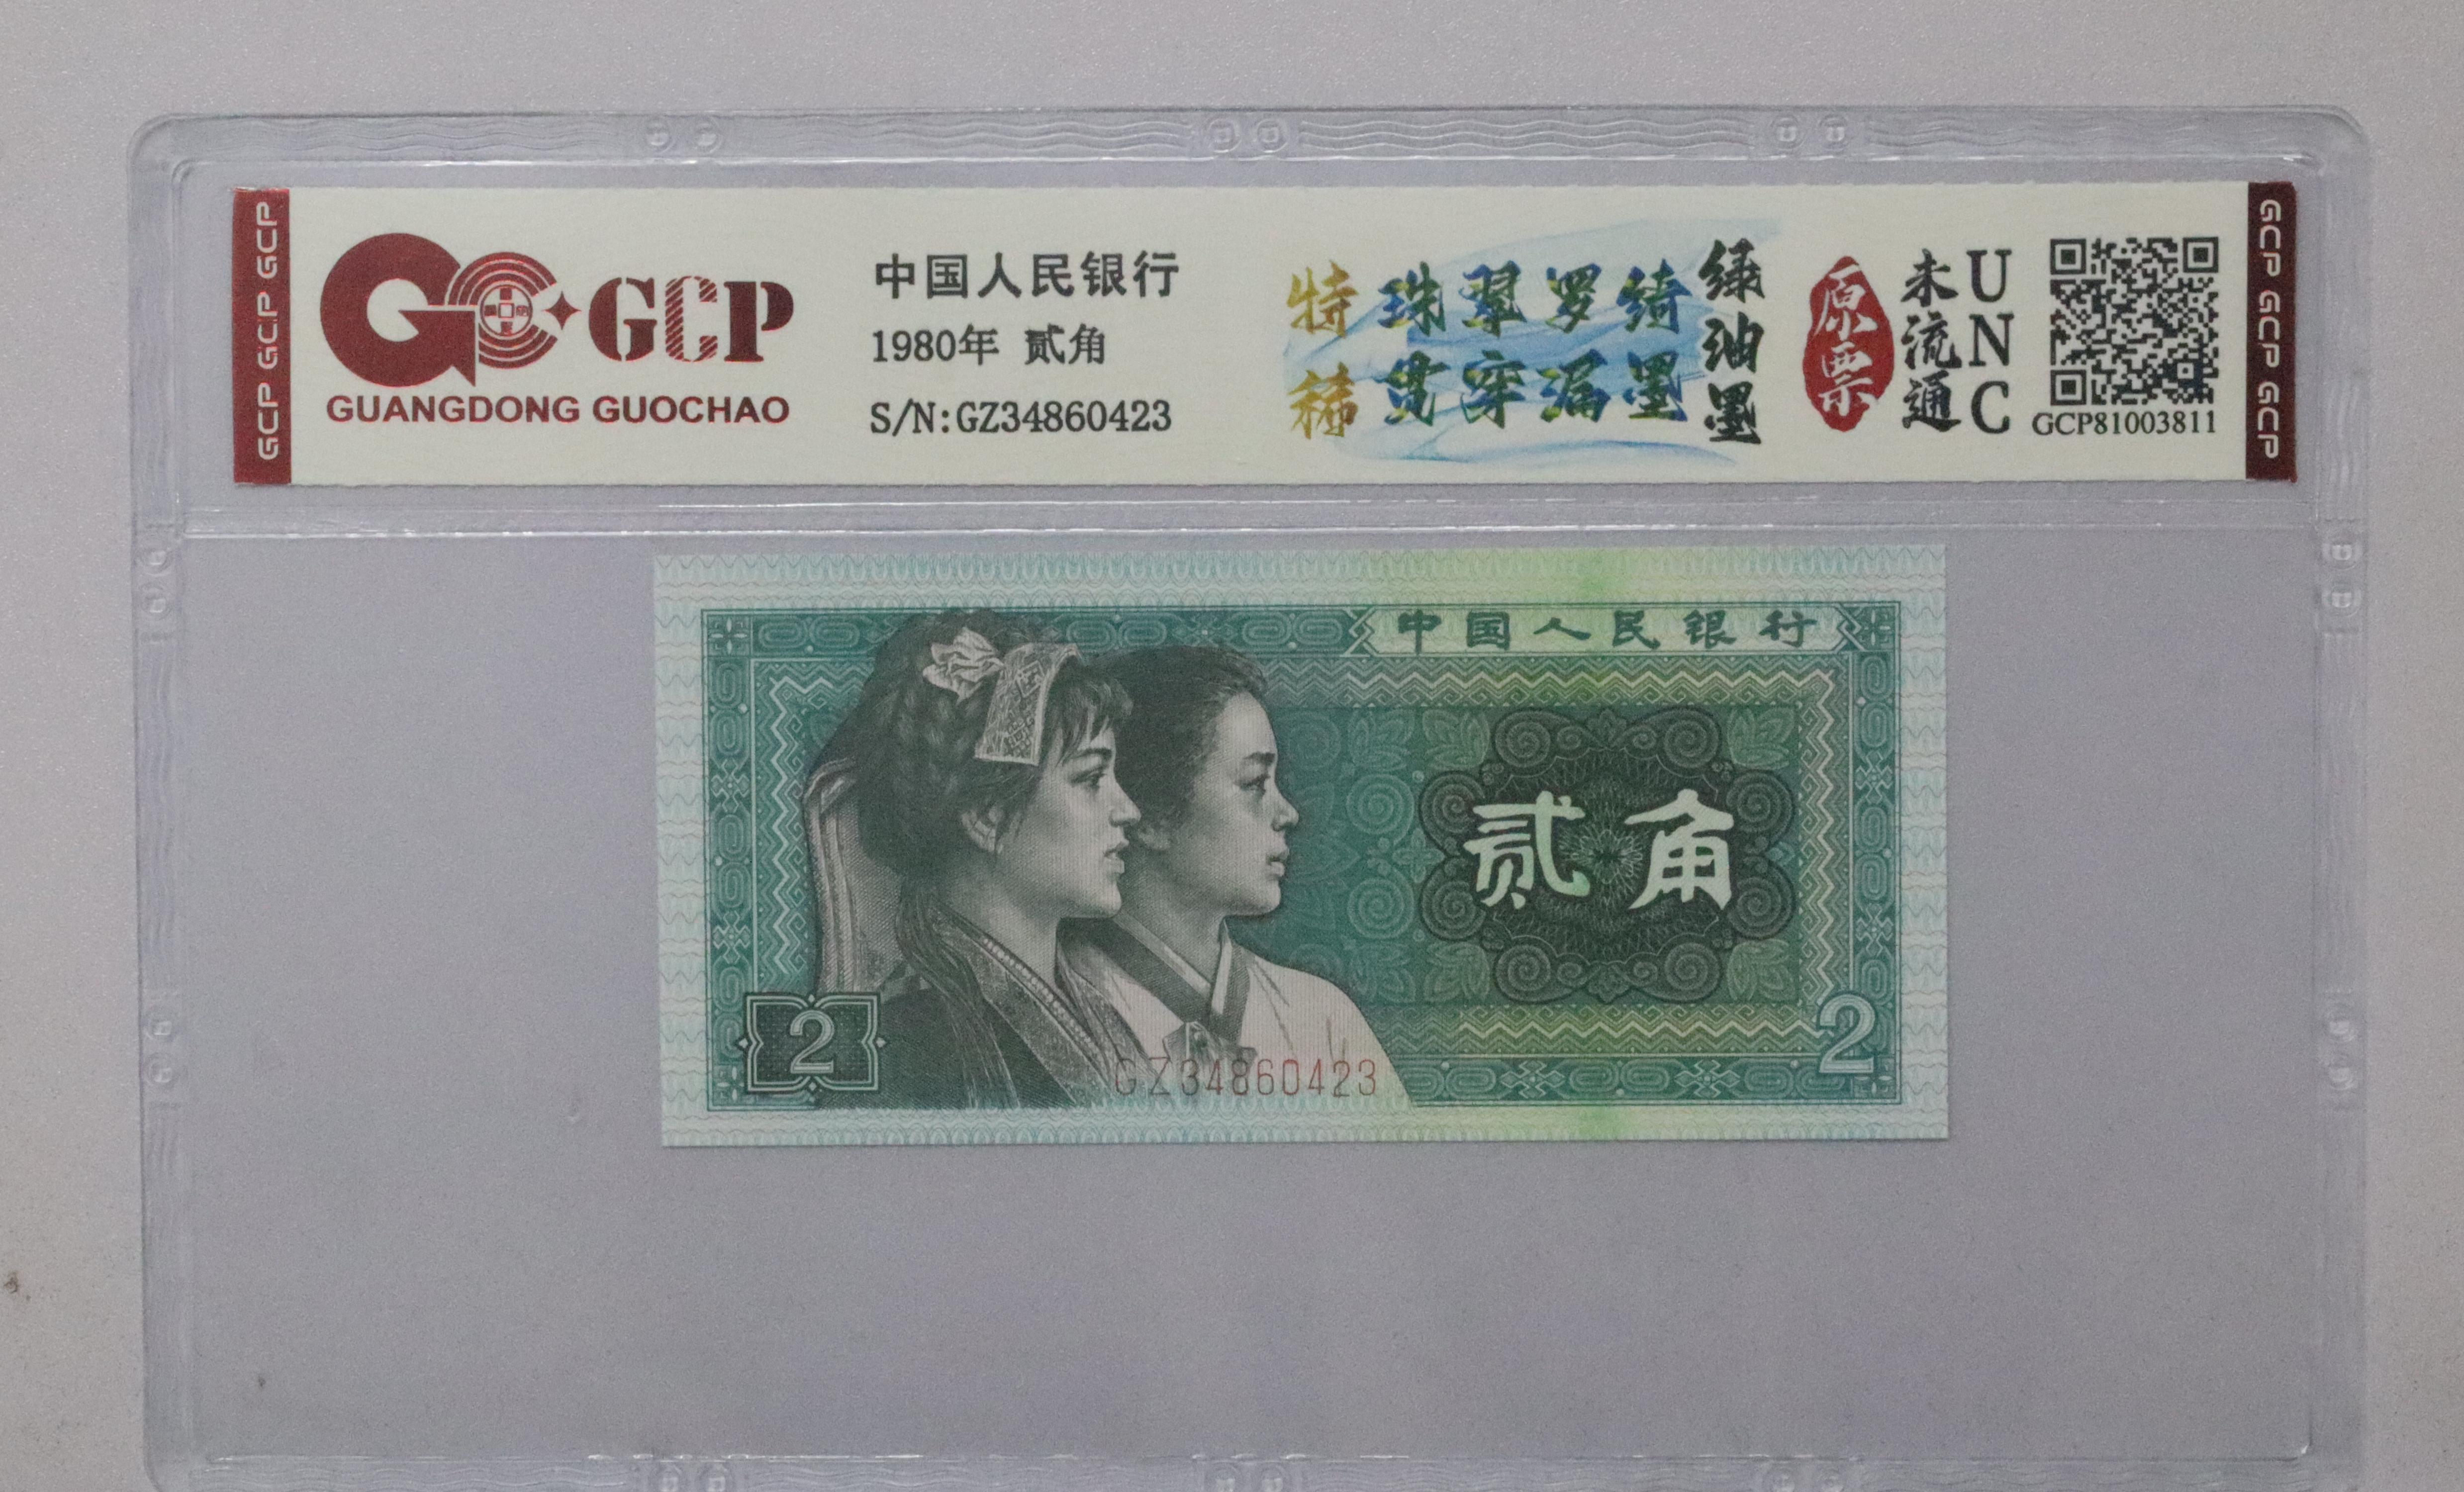 GCP GCP GCP
GCP
GUANGDONG GUOCHAO
中国人民银行
1980年 贰角
S/N:GZ34860423
特稀
珠翠罗绮
贯穿漏墨
绿油墨
原票
未流通
UNC
GCP81003811
GCP GCP GCP
中国人民银行
贰角
2
GZ34860423
2